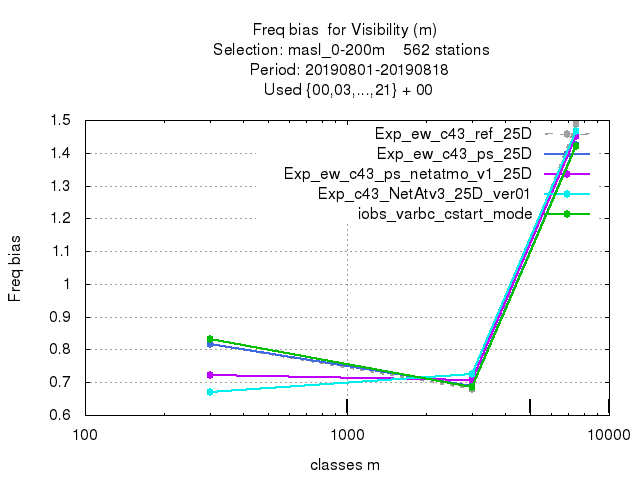 Freq bias  for Visibility (m)
Selection: masl_0-200m    562 stations
Period: 20190801-20190818
Used {00,03,...,21} + 00
Exp_ew_c43_ref_25D
Exp_ew_c43_ps_25D
Exp_ew_c43_ps_netatmo_v1_25D
Exp_c43_NetAtv3_25D_ver01
iobs_varbc_cstart_mode
Freq bias
1.5
1.4
1.3
1.2
1.1
1
0.9
0.8
0.7
0.6
100
1000
10000
classes m